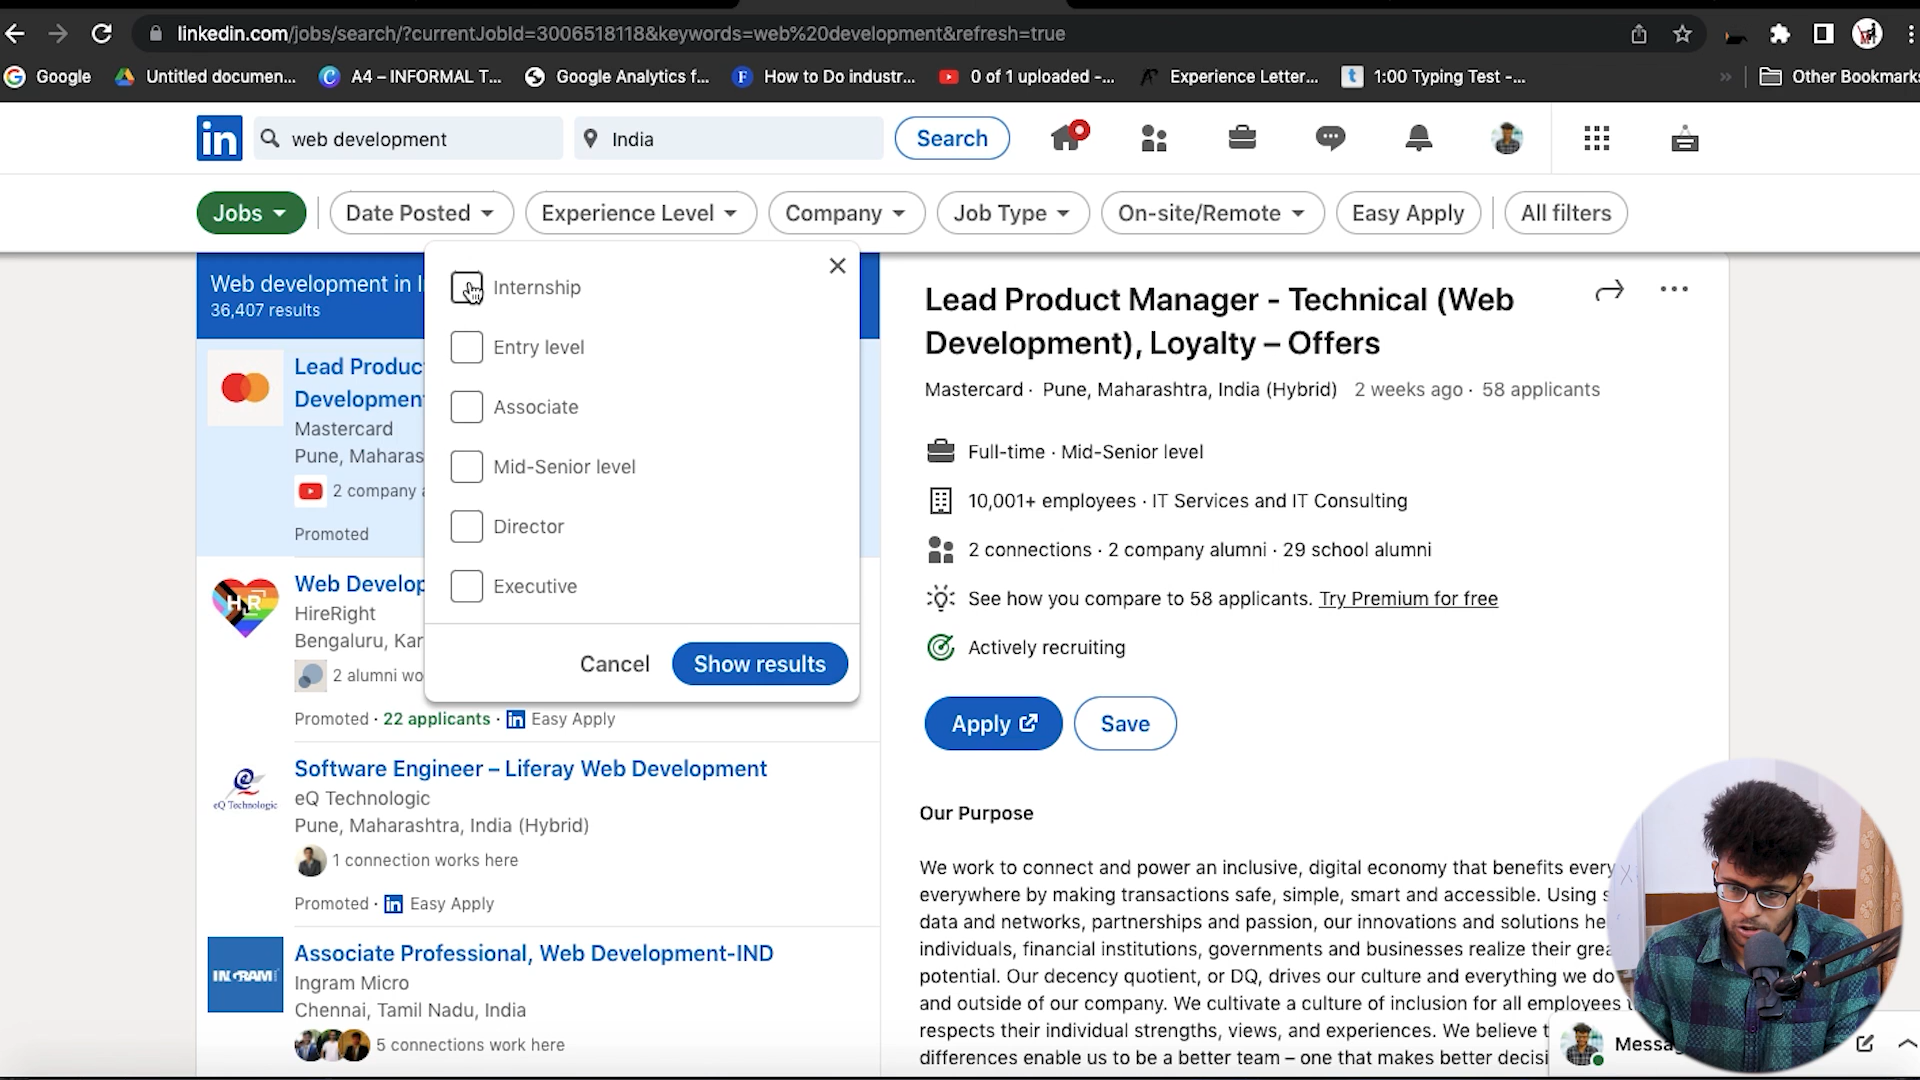 linkedin.com/jobs/search/?currentJobId=3006518118&keywords=web%20development&refresh=true
Google
Untitled documen...
A4 – INFORMAL T...
Google Analytics f...
How to Do industr...
0 of 1 uploaded -...
Experience Letter...
1:00 Typing Test -...
Other Bookmarks
in
web development
India
Search
Jobs
Date Posted
Experience Level
Company
Job Type
On-site/Remote
Easy Apply
All filters
Web development in I
36,407 results
Lead Produc
Developmen
Mastercard
Pune, Maharas
2 company a
Promoted
Internship
Entry level
Associate
Mid-Senior level
Director
Executive
Cancel
Show results
HR
Web Develop
HireRight
Bengaluru, Kar
2 alumni wo
Promoted · 22 applicants · in Easy Apply
eQ Technologic
Software Engineer – Liferay Web Development
eQ Technologic
Pune, Maharashtra, India (Hybrid)
1 connection works here
Promoted · in Easy Apply
INGRAM
Associate Professional, Web Development-IND
Ingram Micro
Chennai, Tamil Nadu, India
5 connections work here
Lead Product Manager - Technical (Web
Development), Loyalty – Offers
Mastercard · Pune, Maharashtra, India (Hybrid) 2 weeks ago · 58 applicants
Full-time · Mid-Senior level
10,001+ employees · IT Services and IT Consulting
2 connections · 2 company alumni · 29 school alumni
See how you compare to 58 applicants. Try Premium for free
Actively recruiting
Apply
Save
Our Purpose
We work to connect and power an inclusive, digital economy that benefits every
everywhere by making transactions safe, simple, smart and accessible. Using s
data and networks, partnerships and passion, our innovations and solutions he
individuals, financial institutions, governments and businesses realize their grea
potential. Our decency quotient, or DQ, drives our culture and everything we do
and outside of our company. We cultivate a culture of inclusion for all employees t
respects their individual strengths, views, and experiences. We believe t
differences enable us to be a better team – one that makes better decisi
Messa